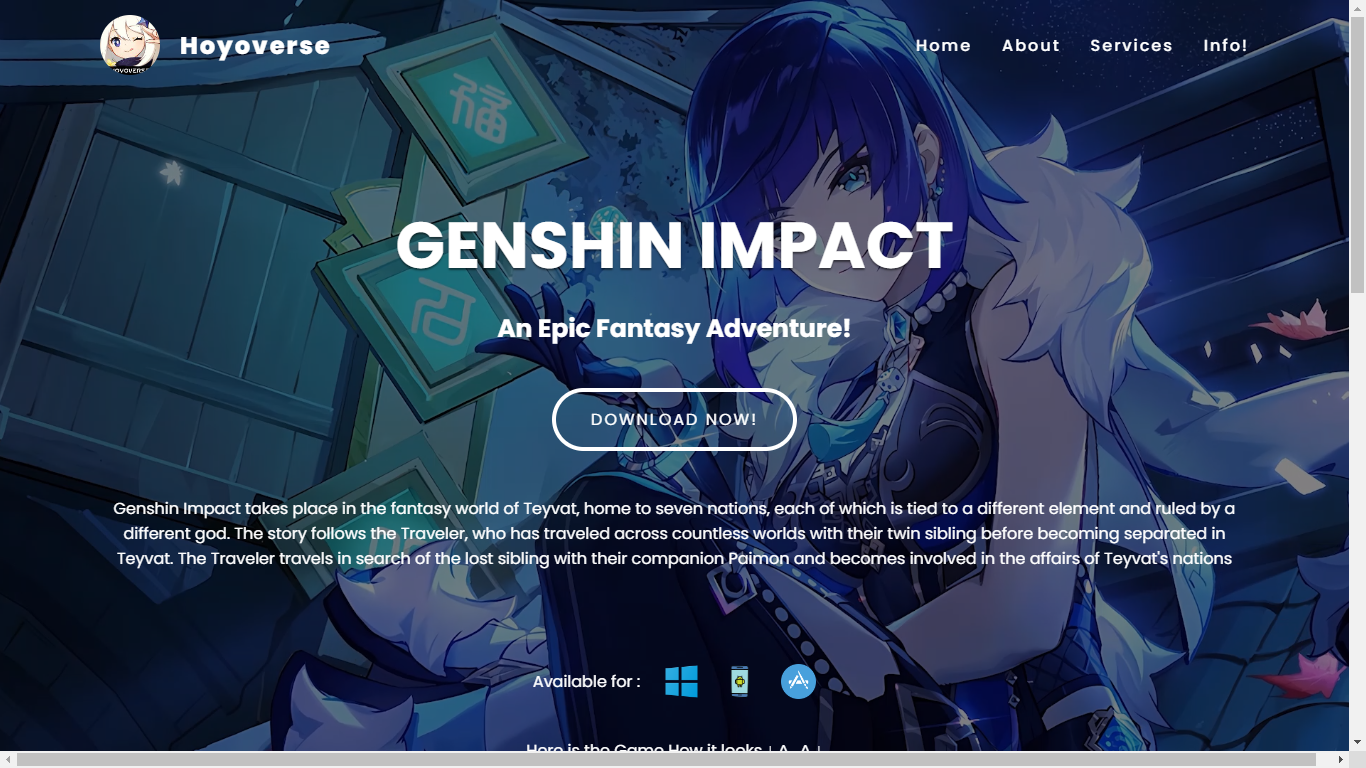 Hoyoverse
Home
About
Services
Info!
福
GENSHIN IMPACT
An Epic Fantasy Adventure!
DOWNLOAD NOW!
Genshin Impact takes place in the fantasy world of Teyvat, home to seven nations, each of which is tied to a different element and ruled by a
different god. The story follows the Traveler, who has traveled across countless worlds with their twin sibling before becoming separated in
Teyvat. The Traveler travels in search of the lost sibling with their companion Paimon and becomes involved in the affairs of Teyvat's nations
Available for :
Here is the Game How it looks